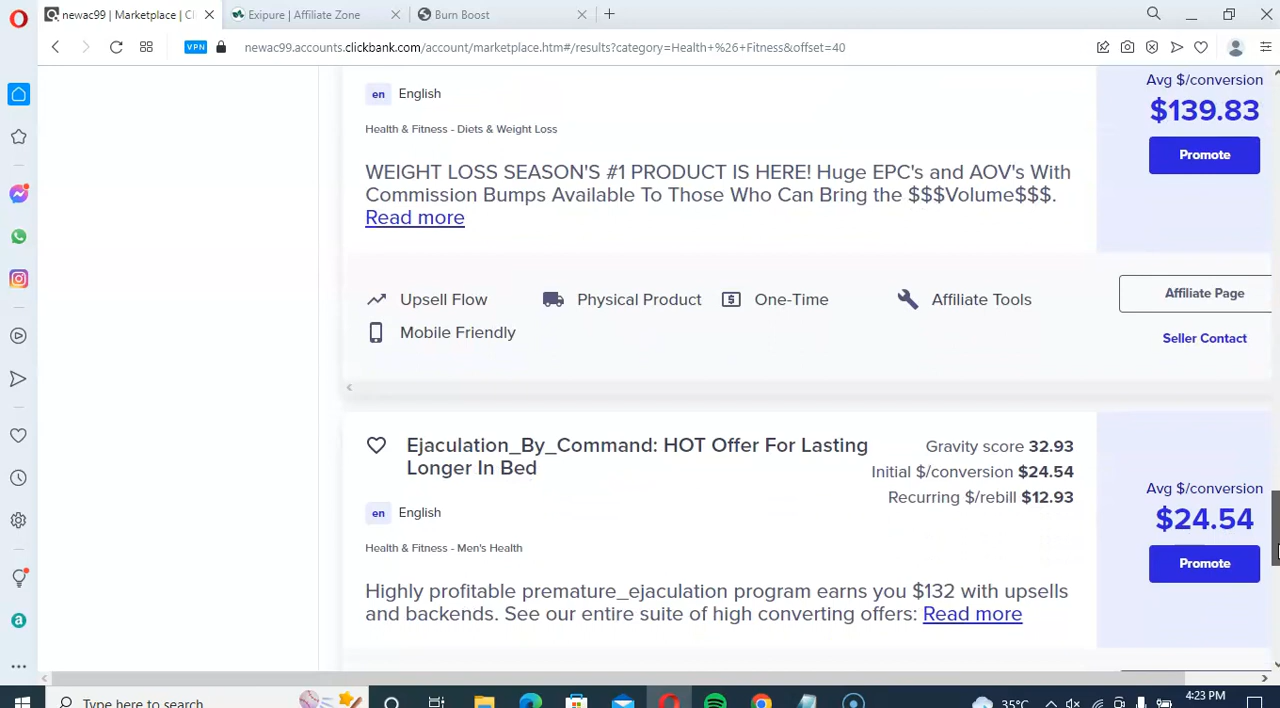 newac99 | Marketplace | Cl
Exipure | Affiliate Zone
Burn Boost
VPN
newac99.accounts.clickbank.com/account/marketplace.htm#/results?category=Health+%26+Fitness&offset=40
en English
Health & Fitness - Diets & Weight Loss
WEIGHT LOSS SEASON'S #1 PRODUCT IS HERE! Huge EPC's and AOV's With
Commission Bumps Available To Those Who Can Bring the $$$Volume$$$.
Read more
Avg $/conversion
$139.83
Promote
Upsell Flow
Physical Product
One-Time
Affiliate Tools
Mobile Friendly
Affiliate Page
Seller Contact
Ejaculation_By_Command: HOT Offer For Lasting
Longer In Bed
Gravity score 32.93
Initial $/conversion $24.54
Recurring $/rebill $12.93
en English
Health & Fitness - Men's Health
Highly profitable premature_ejaculation program earns you $132 with upsells
and backends. See our entire suite of high converting offers: Read more
Avg $/conversion
$24.54
Promote
Type here to search
35°C
4:23 PM